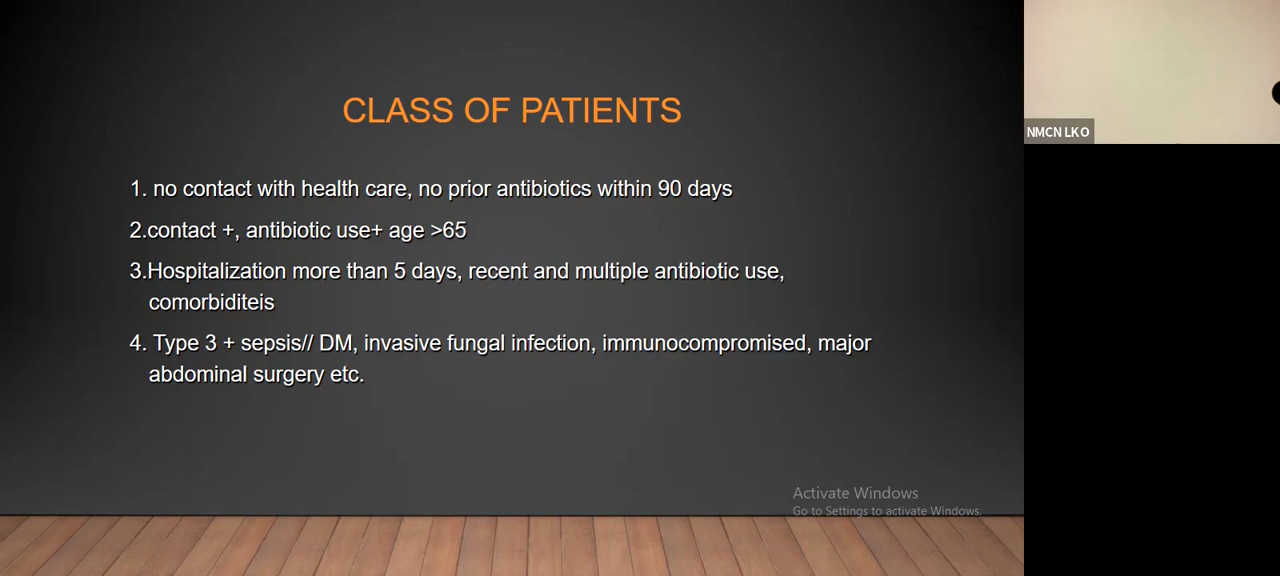 CLASS OF PATIENTS
1. no contact with health care, no prior antibiotics within 90 days
2.contact +, antibiotic use+ age >65
3.Hospitalization more than 5 days, recent and multiple antibiotic use,
comorbiditeis
4. Type 3 + sepsis// DM, invasive fungal infection, immunocompromised, major
abdominal surgery etc.
Activate Windows
Go to Settings to activate Windows.
NMCN LKO